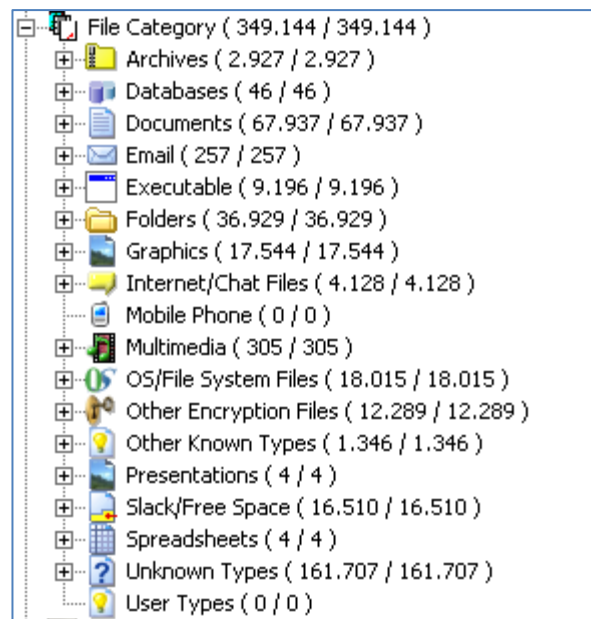 File Category ( 349.144 / 349.144 )
Archives ( 2.927 / 2.927 )
Databases ( 46 / 46 )
Documents ( 67.937 / 67.937 )
Email ( 257 / 257 )
Executable ( 9.196 / 9.196 )
Folders ( 36.929 / 36.929 )
Graphics ( 17.544 / 17.544 )
Internet/Chat Files ( 4.128 / 4.128 )
Mobile Phone ( 0 / 0 )
Multimedia ( 305 / 305 )
OS/File System Files ( 18.015 / 18.015 )
Other Encryption Files ( 12.289 / 12.289 )
Other Known Types ( 1.346 / 1.346 )
Presentations ( 4 / 4 )
Slack/Free Space ( 16.510 / 16.510 )
Spreadsheets ( 4 / 4 )
Unknown Types ( 161.707 / 161.707 )
User Types ( 0 / 0 )